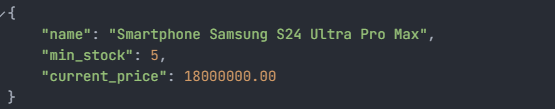 {
"name": "Smartphone Samsung S24 Ultra Pro Max",
"min_stock": 5,
"current_price": 18000000.00
}